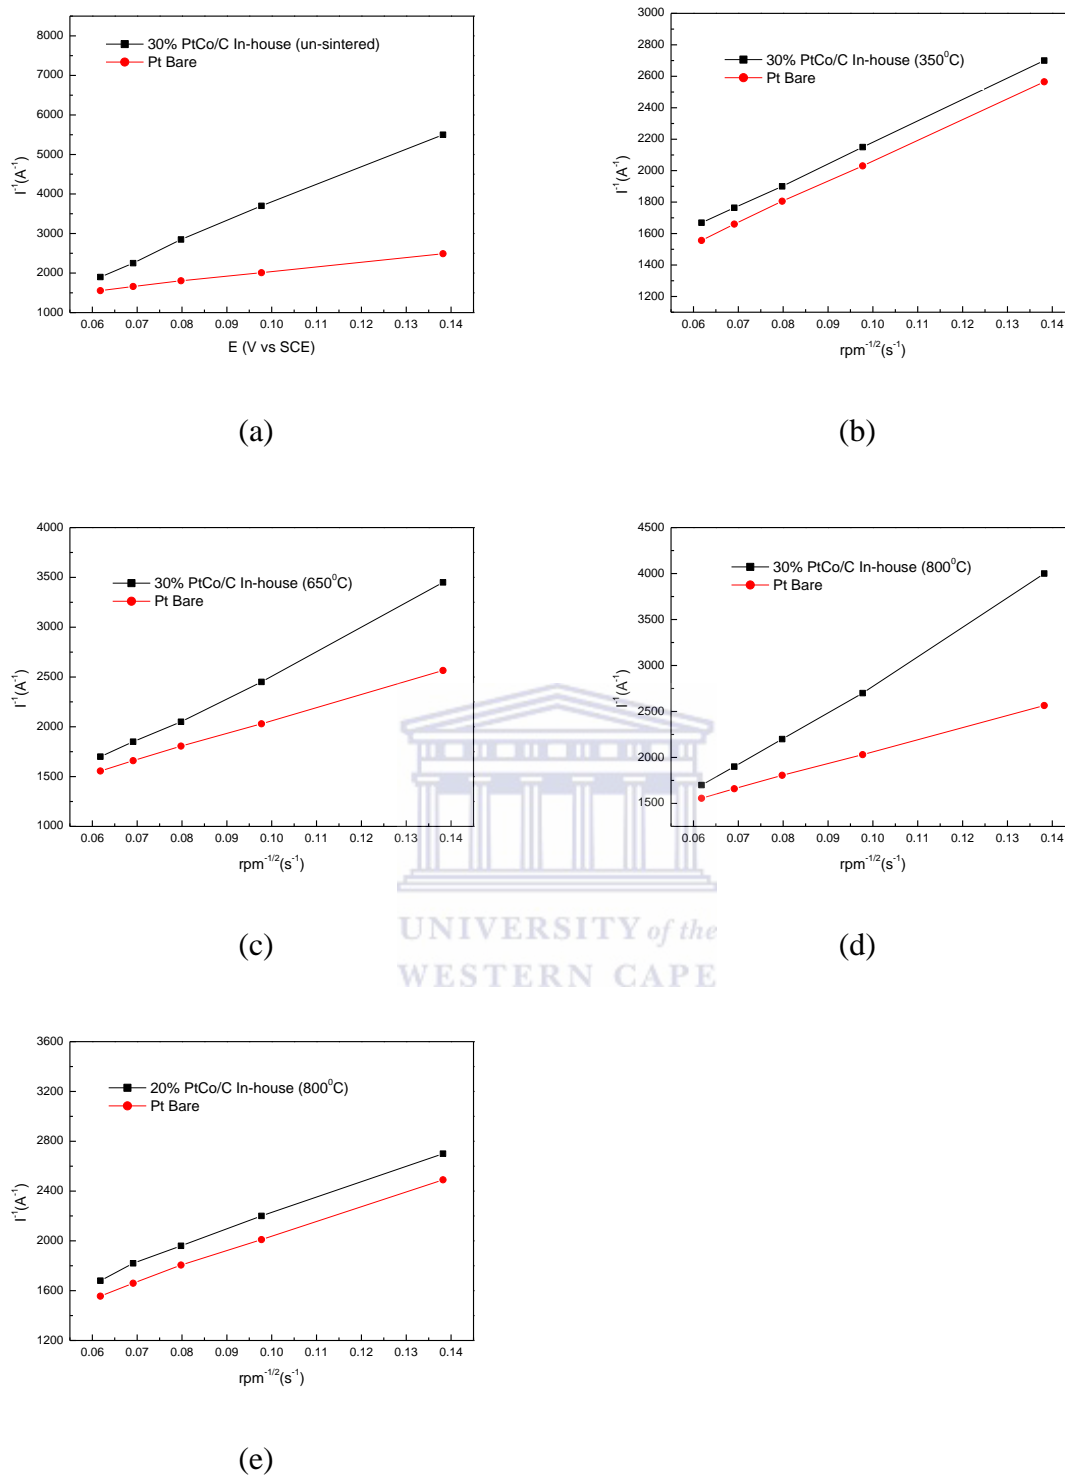 8000
7000
6000
5000
4000
3000
2000
1000
I⁻¹(A⁻¹)
30% PtCo/C In-house (un-sintered)
Pt Bare
0.06 0.07 0.08 0.09 0.10 0.11 0.12 0.13 0.14
E (V vs SCE)
(a)
3000
2800
2600
2400
2200
2000
1800
1600
1400
1200
I⁻¹(A⁻¹)
30% PtCo/C In-house (350⁰C)
Pt Bare
0.06 0.07 0.08 0.09 0.10 0.11 0.12 0.13 0.14
rpm⁻¹/²(s⁻¹)
(b)
4000
3500
3000
2500
2000
1500
1000
I⁻¹(A⁻¹)
30% PtCo/C In-house (650⁰C)
Pt Bare
0.06 0.07 0.08 0.09 0.10 0.11 0.12 0.13 0.14
rpm⁻¹/²(s⁻¹)
(c)
4500
4000
3500
3000
2500
2000
1500
I⁻¹(A⁻¹)
30% PtCo/C In-house (800⁰C)
Pt Bare
0.06 0.07 0.08 0.09 0.10 0.11 0.12 0.13 0.14
rpm⁻¹/²(s⁻¹)
(d)
UNIVERSITY of the
WESTERN CAPE
3600
3200
2800
2400
2000
1600
1200
I⁻¹(A⁻¹)
20% PtCo/C In-house (800⁰C)
Pt Bare
0.06 0.07 0.08 0.09 0.10 0.11 0.12 0.13 0.14
rpm⁻¹/²(s⁻¹)
(e)